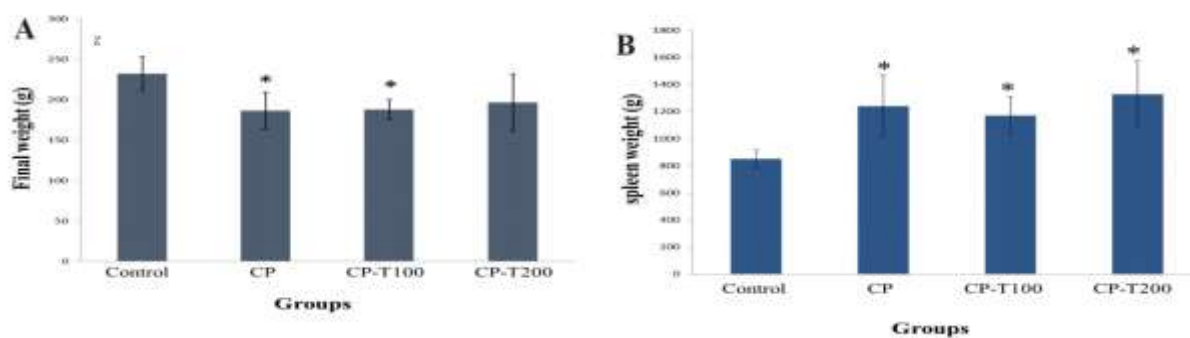 A
300
250
200
150
100
50
0
Final weight (g)
* *
Control CP CP-T100 CP-T200
Groups
B
1800
1600
1400
1200
1000
800
600
400
200
0
spleen weight (g)
* * *
Control CP CP-T100 CP-T200
Groups